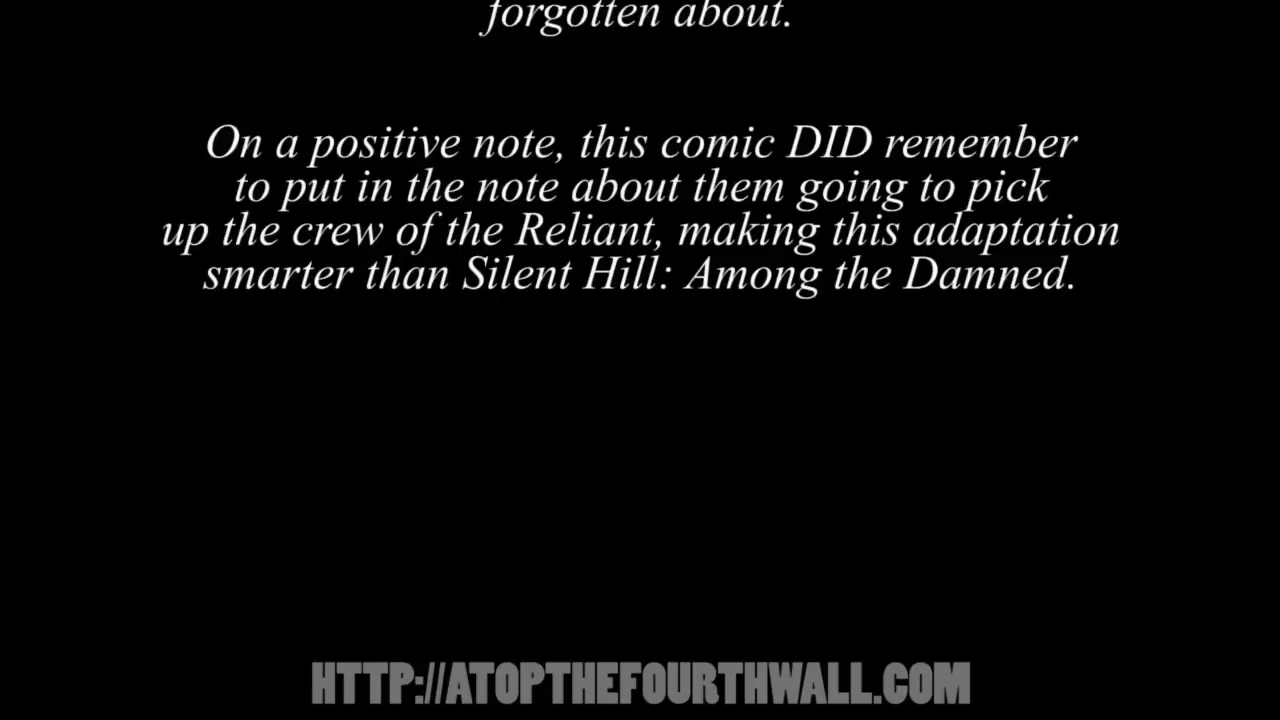 forgotten about.
On a positive note, this comic DID remember
to put in the note about them going to pick
up the crew of the Reliant, making this adaptation
smarter than Silent Hill: Among the Damned.
HTTP://ATOPTHEFOURTHWALL.COM